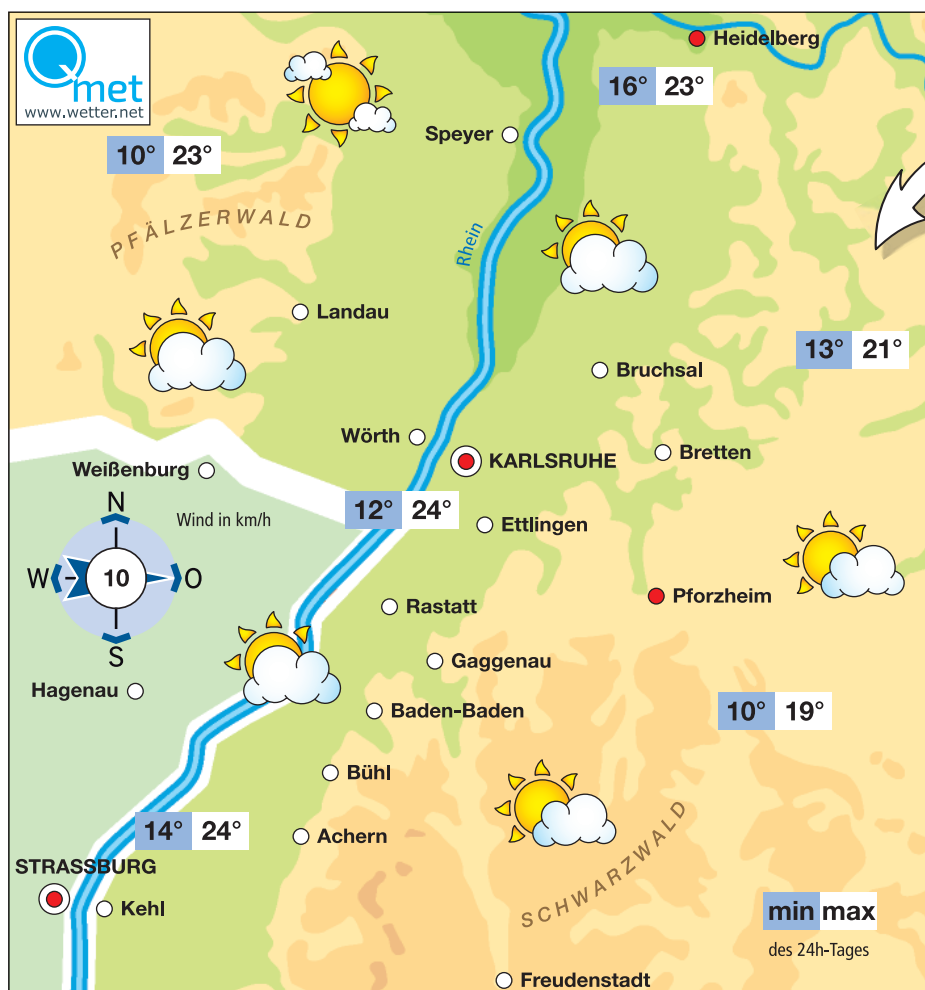 Qmet
www.wetter.net
Heidelberg
16° 23°
Speyer
10° 23°
PFÄLZERWALD
Rhein
Landau
13° 21°
Bruchsal
Wörth
KARLSRUHE
Bretten
Weißenburg
12° 24°
Wind in km/h
Ettlingen
N
W 10 O
S
Rastatt
Pforzheim
Gaggenau
Hagenau
Baden-Baden
10° 19°
Bühl
14° 24°
Achern
SCHWARZWALD
STRASSBURG
Kehl
min max
des 24h-Tages
Freudenstadt